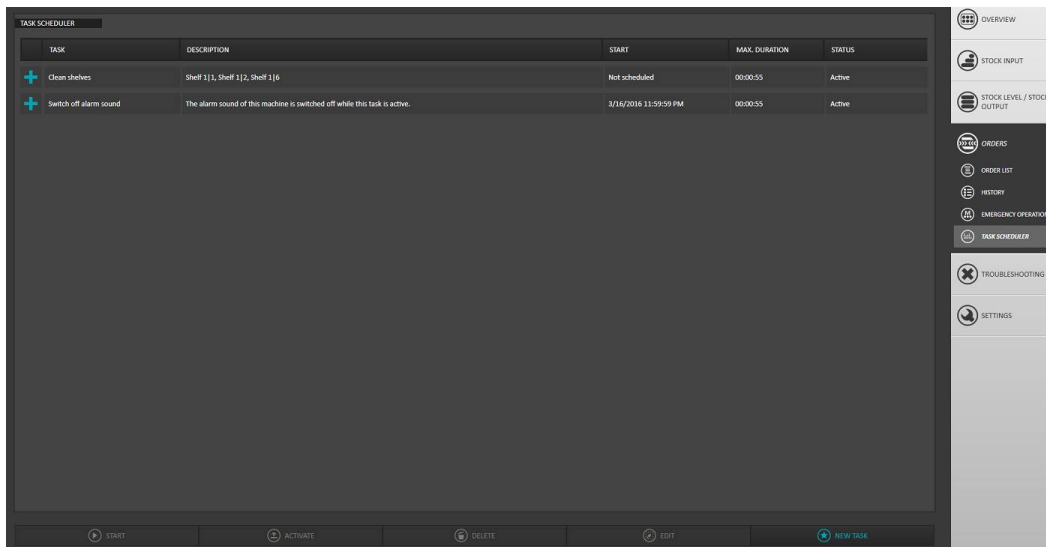 TASK SCHEDULER
TASK DESCRIPTION START MAX. DURATION STATUS
Clean shelves Shelf 1|1, Shelf 1|2, Shelf 1|6 Not scheduled 00:00:55 Active
Switch off alarm sound The alarm sound of this machine is switched off while this task is active. 3/16/2016 11:59:59 PM 00:00:55 Active
START ACTIVATE DELETE EDIT NEW TASK
OVERVIEW
STOCK INPUT
STOCK LEVEL / STOCK
OUTPUT
ORDERS
ORDER LIST
HISTORY
EMERGENCY OPERATION
TASK SCHEDULER
TROUBLESHOOTING
SETTINGS